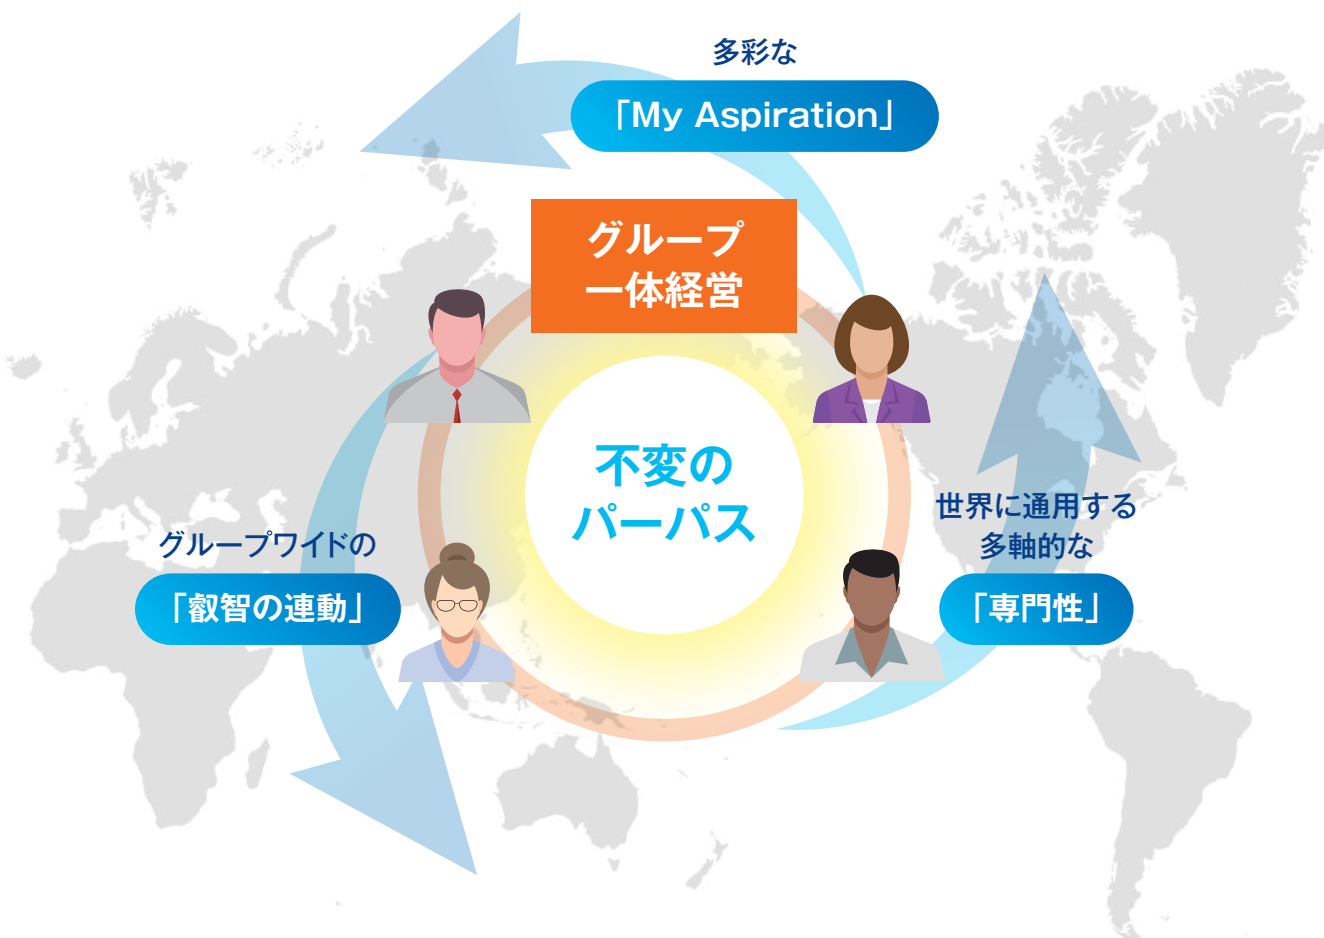 多彩な
「My Aspiration」
グループ
一体経営
不変の
パーパス
グループワイドの
「叡智の連動」
世界に通用する
多軸的な
「専門性」